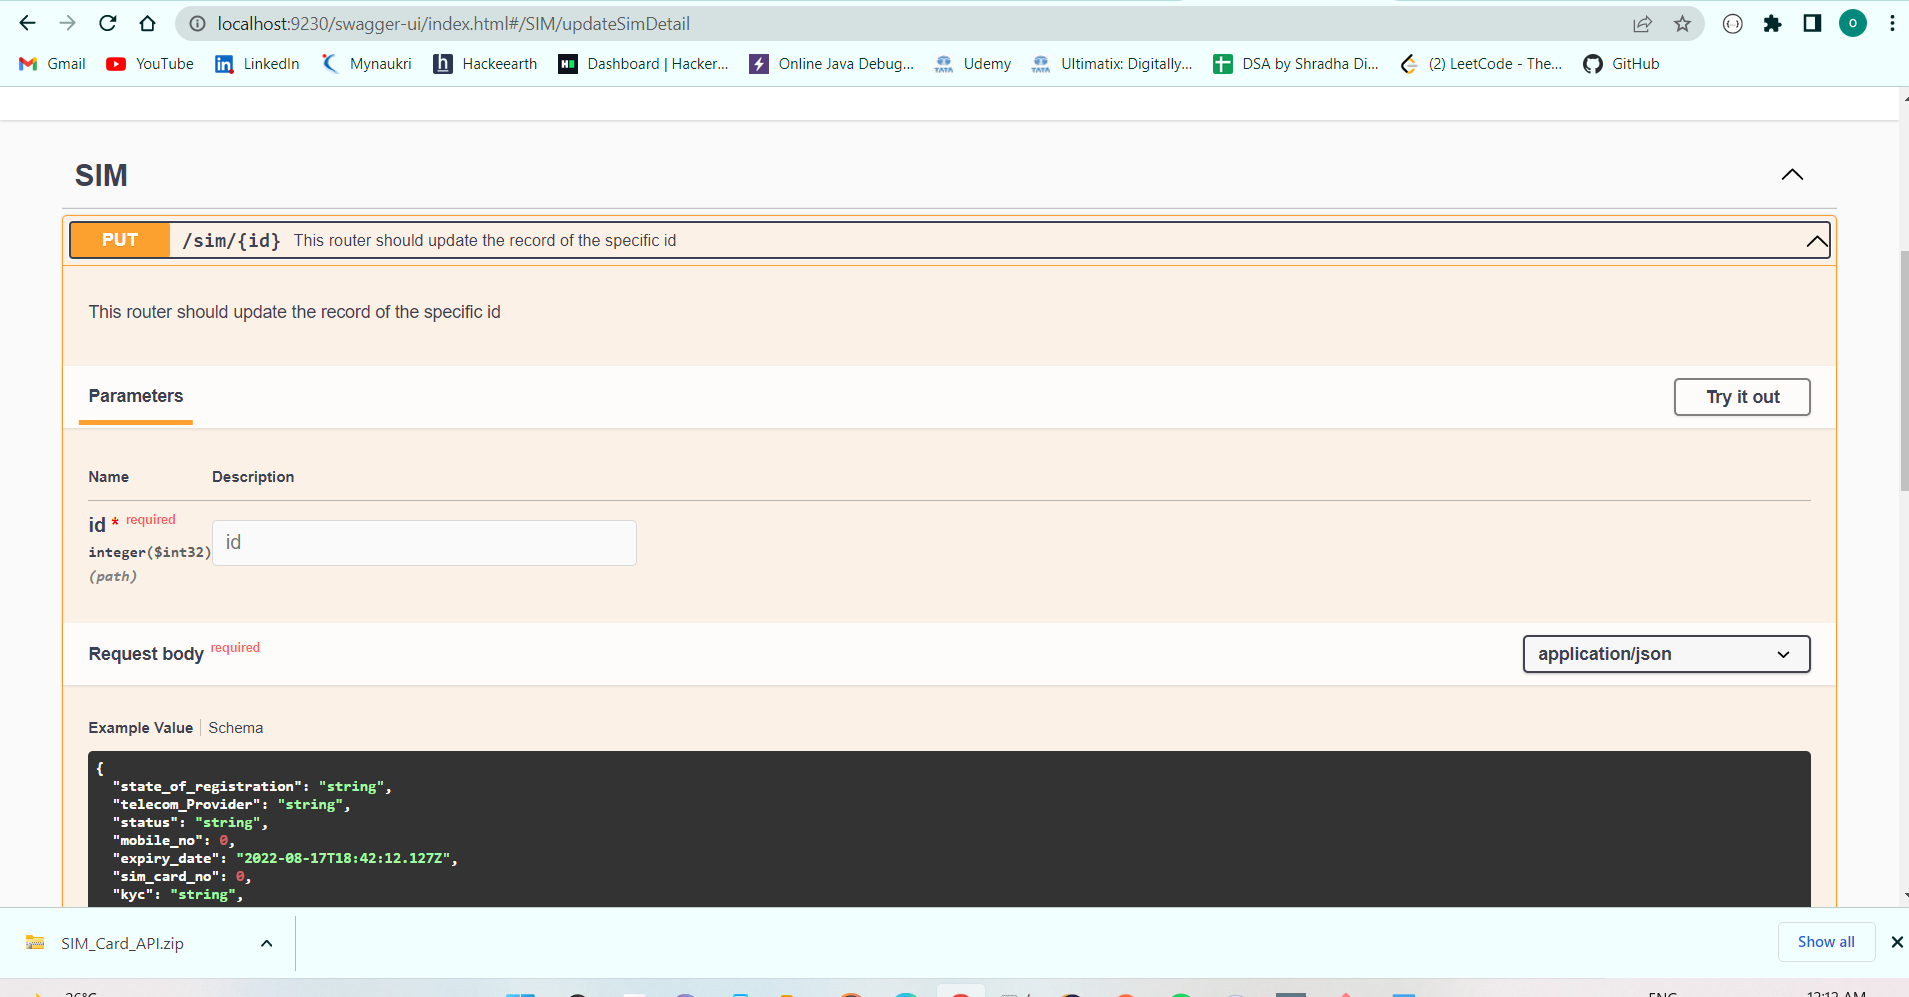 localhost:9230/swagger-ui/index.html#/SIM/updateSimDetail
O
Gmail YouTube LinkedIn Mynaukri Hackeearth Dashboard | Hacker... Online Java Debug... Udemy Ultimatix: Digitally... DSA by Shradha Di... (2) LeetCode - The... GitHub
SIM
PUT /sim/{id} This router should update the record of the specific id
This router should update the record of the specific id
Parameters Try it out
Name Description
id * required
id
integer($int32)
(path)
Request body required application/json
Example Value Schema
{
"state_of_registration": "string",
"telecom_Provider": "string",
"status": "string",
"mobile_no": 0,
"expiry_date": "2022-08-17T18:42:12.127Z",
"sim_card_no": 0,
"kyc": "string",
SIM_Card_API.zip Show all